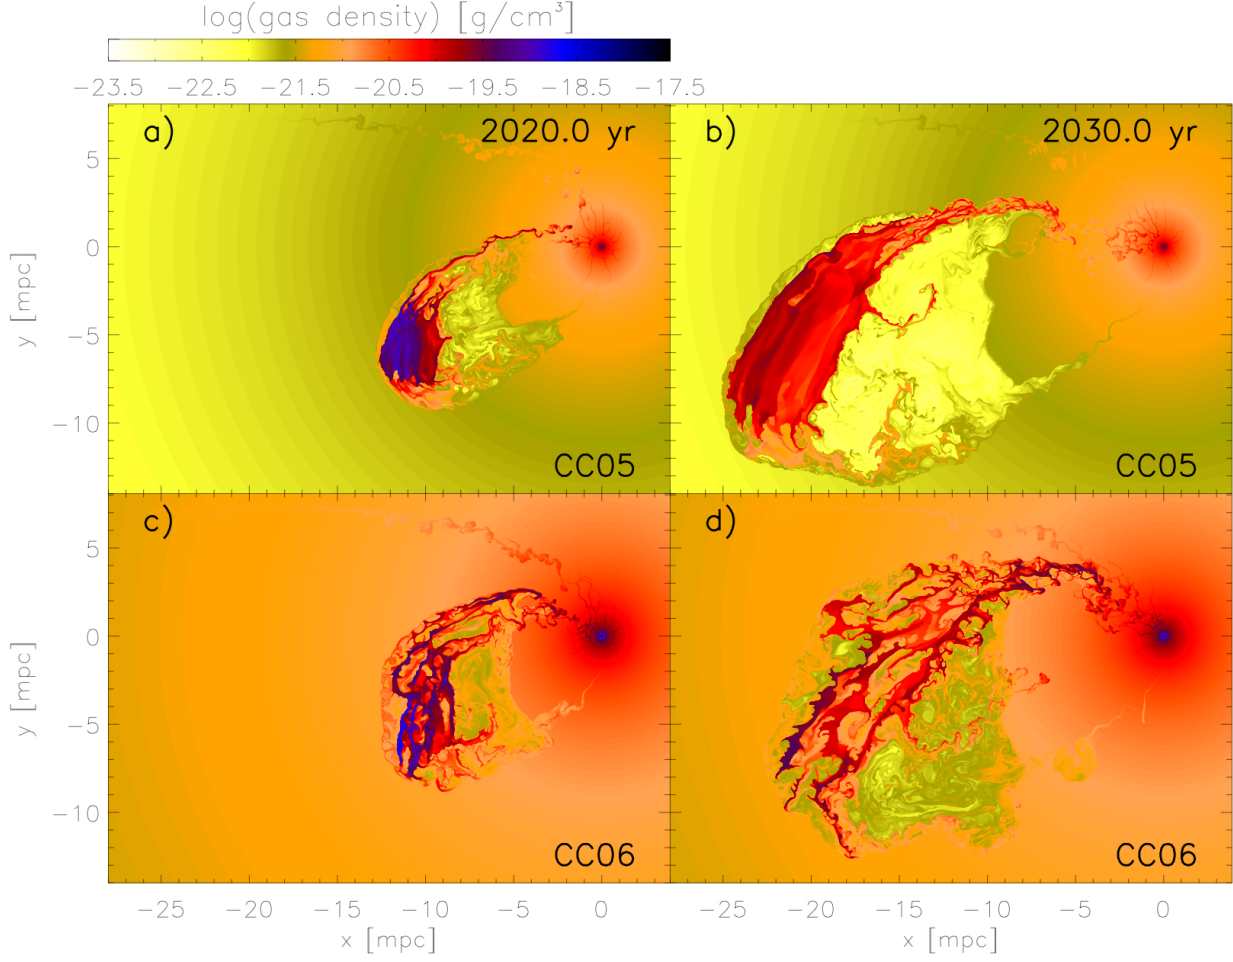 log(gas density) [g/cm³]
−23.5 −22.5 −21.5 −20.5 −19.5 −18.5 −17.5
a) 2020.0 yr
b) 2030.0 yr
5
0
−5
−10
y [mpc]
CC05
CC05
c)
d)
5
0
−5
−10
y [mpc]
CC06
CC06
−25 −20 −15 −10 −5 0
−25 −20 −15 −10 −5 0
x [mpc]
x [mpc]